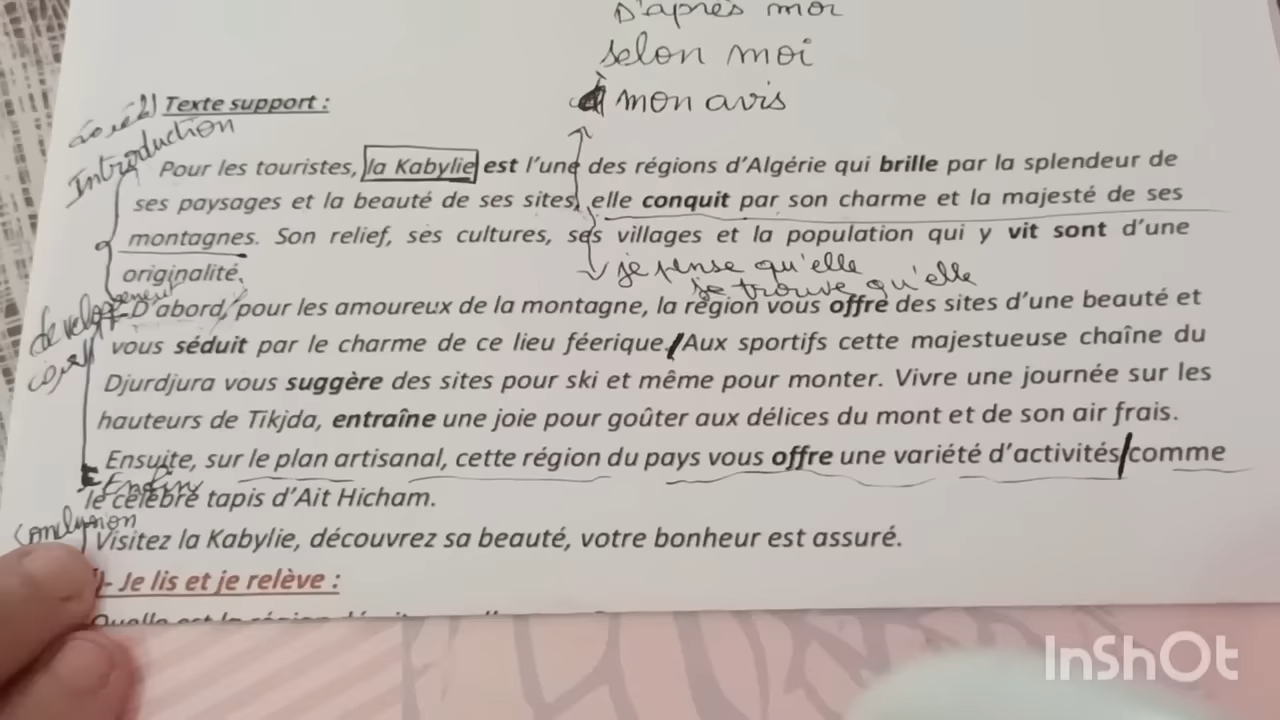 D'après moi
selon moi
à mon avis
Texte support :
Introduction
Pour les touristes, la Kabylie est l'une des régions d'Algérie qui brille par la splendeur de
ses paysages et la beauté de ses sites, elle conquit par son charme et la majesté de ses
montagnes. Son relief, ses cultures, ses villages et la population qui y vit sont d'une
originalité.
je pense qu'elle
je trouve qu'elle
développement
D'abord, pour les amoureux de la montagne, la région vous offre des sites d'une beauté et
vous séduit par le charme de ce lieu féerique. Aux sportifs cette majestueuse chaîne du
Djurdjura vous suggère des sites pour ski et même pour monter. Vivre une journée sur les
hauteurs de Tikjda, entraîne une joie pour goûter aux délices du mont et de son air frais.
Ensuite, sur le plan artisanal, cette région du pays vous offre une variété d'activités comme
Enfin
le célèbre tapis d'Ait Hicham.
Conclusion
Visitez la Kabylie, découvrez sa beauté, votre bonheur est assuré.
- Je lis et je relève :
InShOt